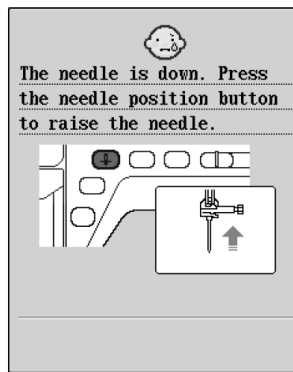 The needle is down. Press
the needle position button
to raise the needle.